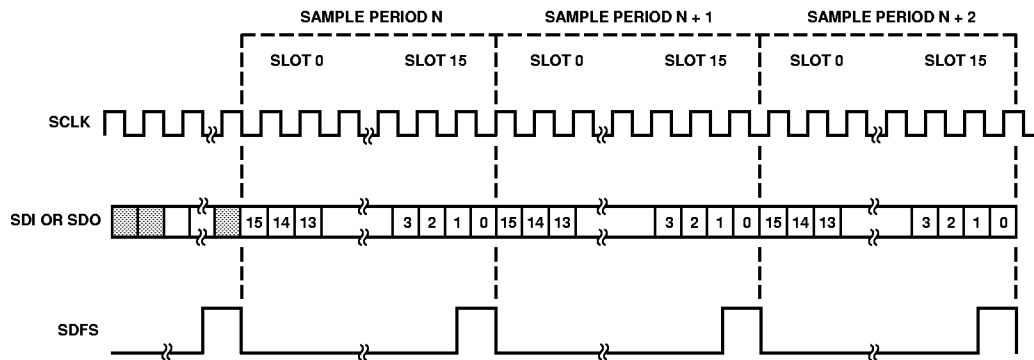 SAMPLE PERIOD N SAMPLE PERIOD N + 1 SAMPLE PERIOD N + 2
SLOT 0 SLOT 15 SLOT 0 SLOT 15 SLOT 0 SLOT 15
SCLK
SDI OR SDO 15 14 13 3 2 1 0 15 14 13 3 2 1 0 15 14 13 3 2 1 0
SDFS